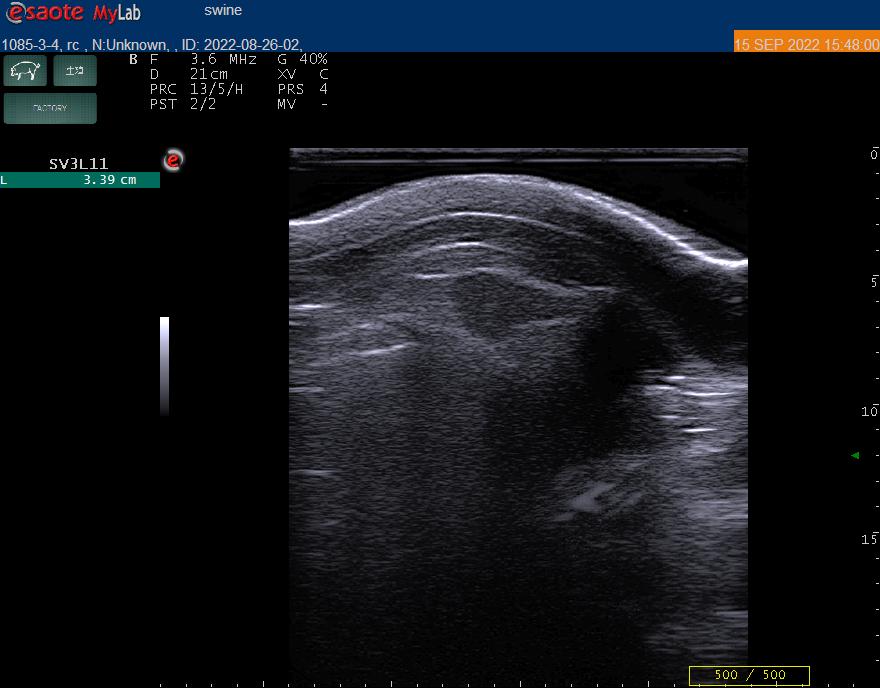 esaote MyLab
swine
1085-3-4, rc , N:Unknown, , ID: 2022-08-26-02,
15 SEP 2022 15:48:00
B F 3.6 MHz G 40%
D 21cm XV C
PRC 13/5/H PRS 4
PST 2/2 MV -
FACTORY
SV3L11
L 3.39 cm
e
0
5
10
15
500 / 500